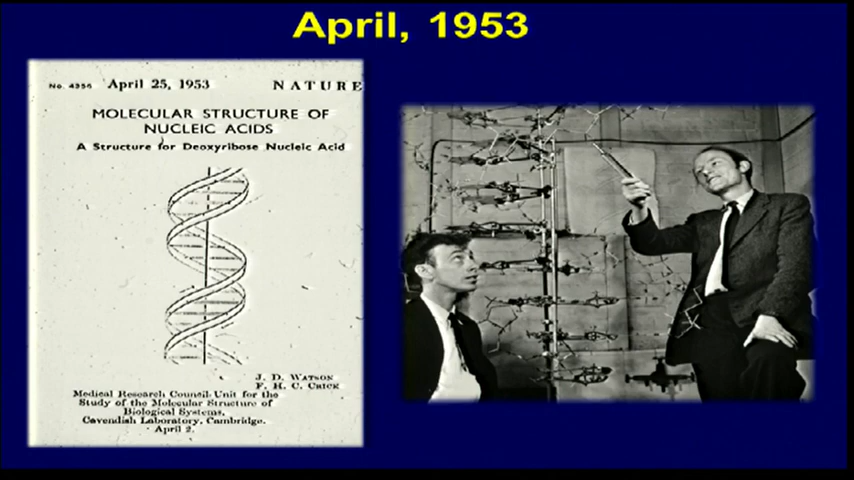 April, 1953
No. 4356 April 25, 1953 NATURE
MOLECULAR STRUCTURE OF
NUCLEIC ACIDS
A Structure for Deoxyribose Nucleic Acid
J. D. WATSON
F. H. C. CRICK
Medical Research Council Unit for the
Study of the Molecular Structure of
Biological Systems,
Cavendish Laboratory, Cambridge.
April 2.